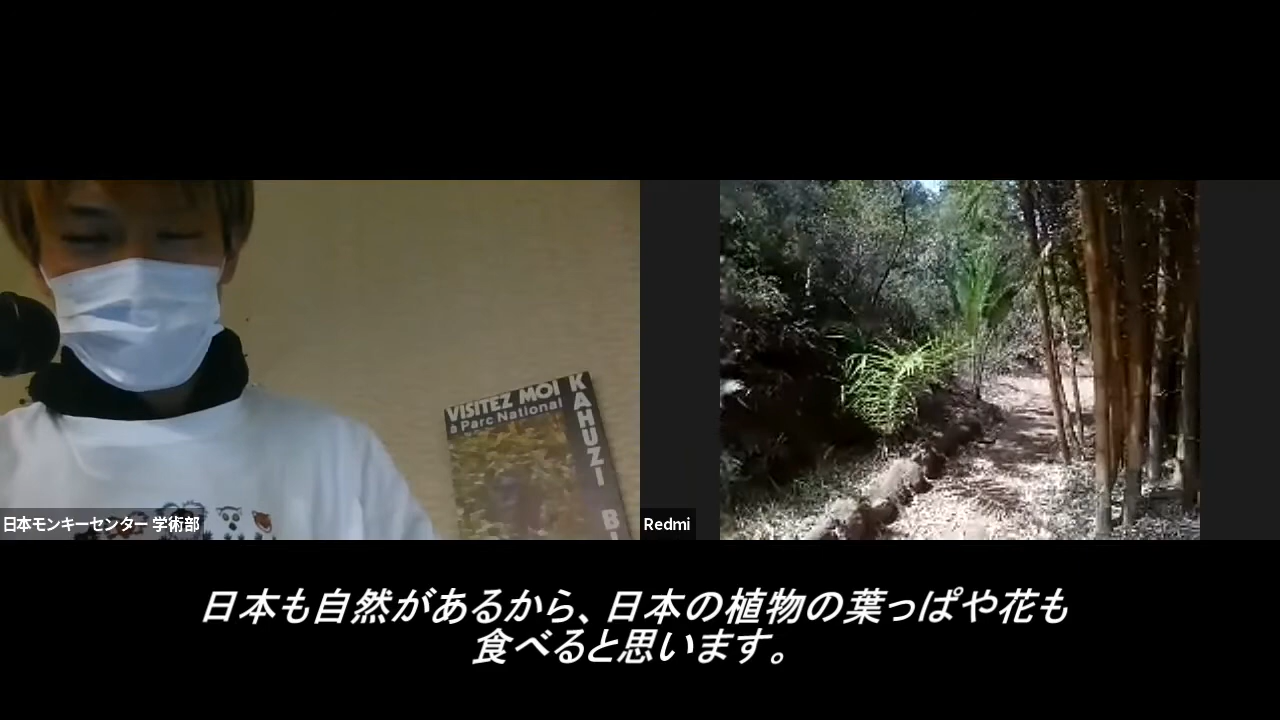 VISITEZ MOI
à Parc National
KAHUZI
日本モンキーセンター 学術部
Redmi
日本も自然があるから、日本の植物の葉っぱや花も
食べると思います。